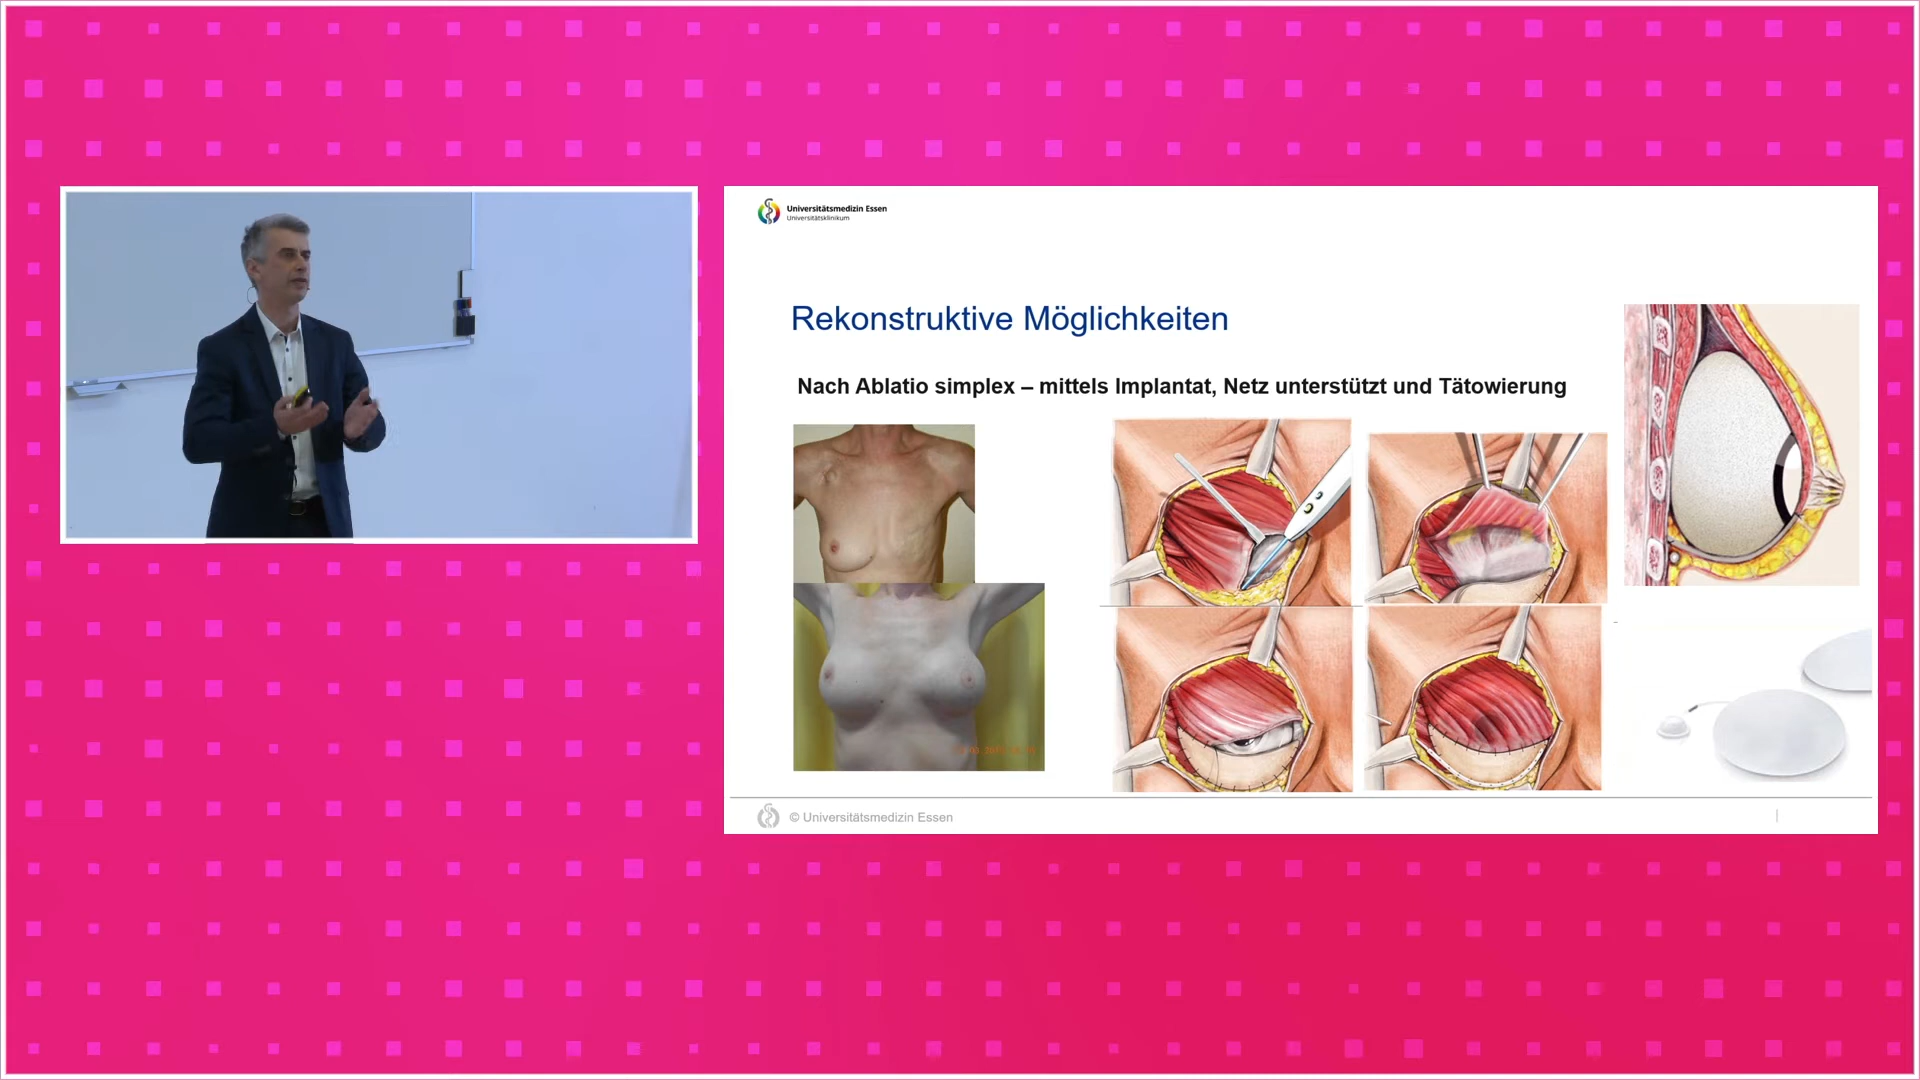 Universitätsmedizin Essen
Universitätsklinikum
Rekonstruktive Möglichkeiten
Nach Ablatio simplex – mittels Implantat, Netz unterstützt und Tätowierung
© Universitätsmedizin Essen